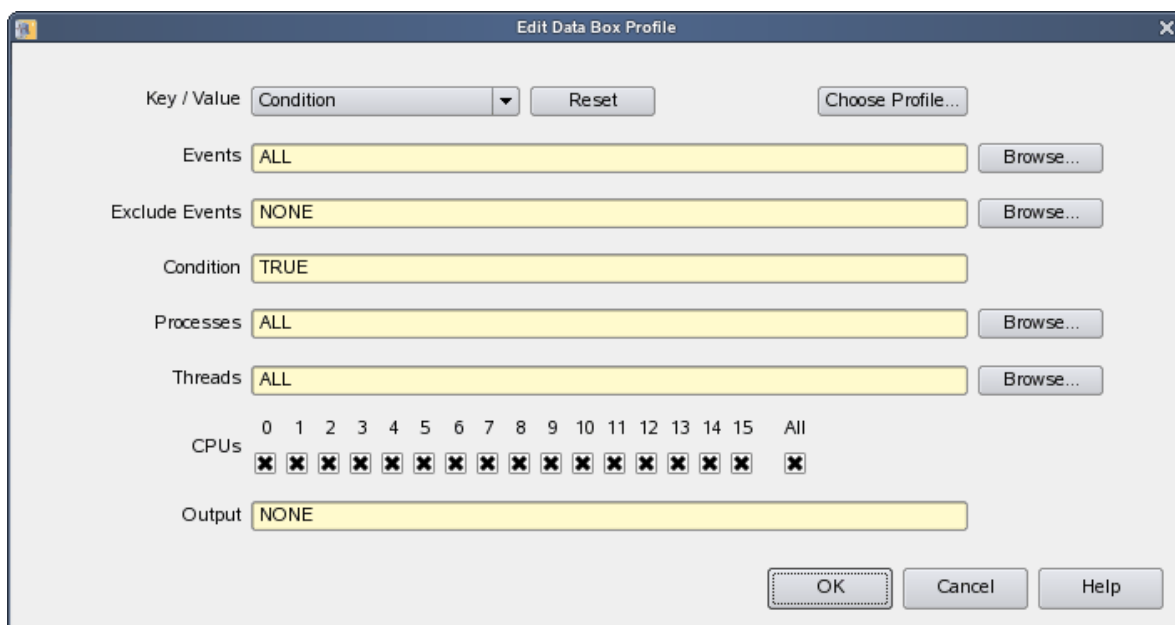 Edit Data Box Profile
Key / Value Condition Reset Choose Profile...
Events ALL Browse...
Exclude Events NONE Browse...
Condition TRUE
Processes ALL Browse...
Threads ALL Browse...
0 1 2 3 4 5 6 7 8 9 10 11 12 13 14 15 All
CPUs
Output NONE
OK Cancel Help